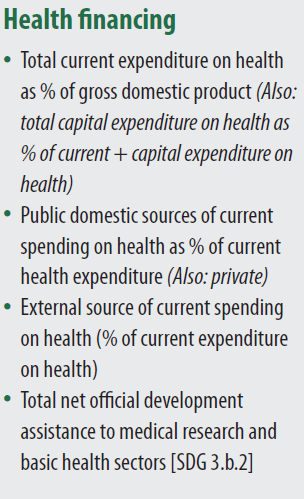 Health financing
• Total current expenditure on health
as % of gross domestic product (Also:
total capital expenditure on health as
% of current + capital expenditure on
health)
• Public domestic sources of current
spending on health as % of current
health expenditure (Also: private)
• External source of current spending
on health (% of current expenditure
on health)
• Total net official development
assistance to medical research and
basic health sectors [SDG 3.b.2]